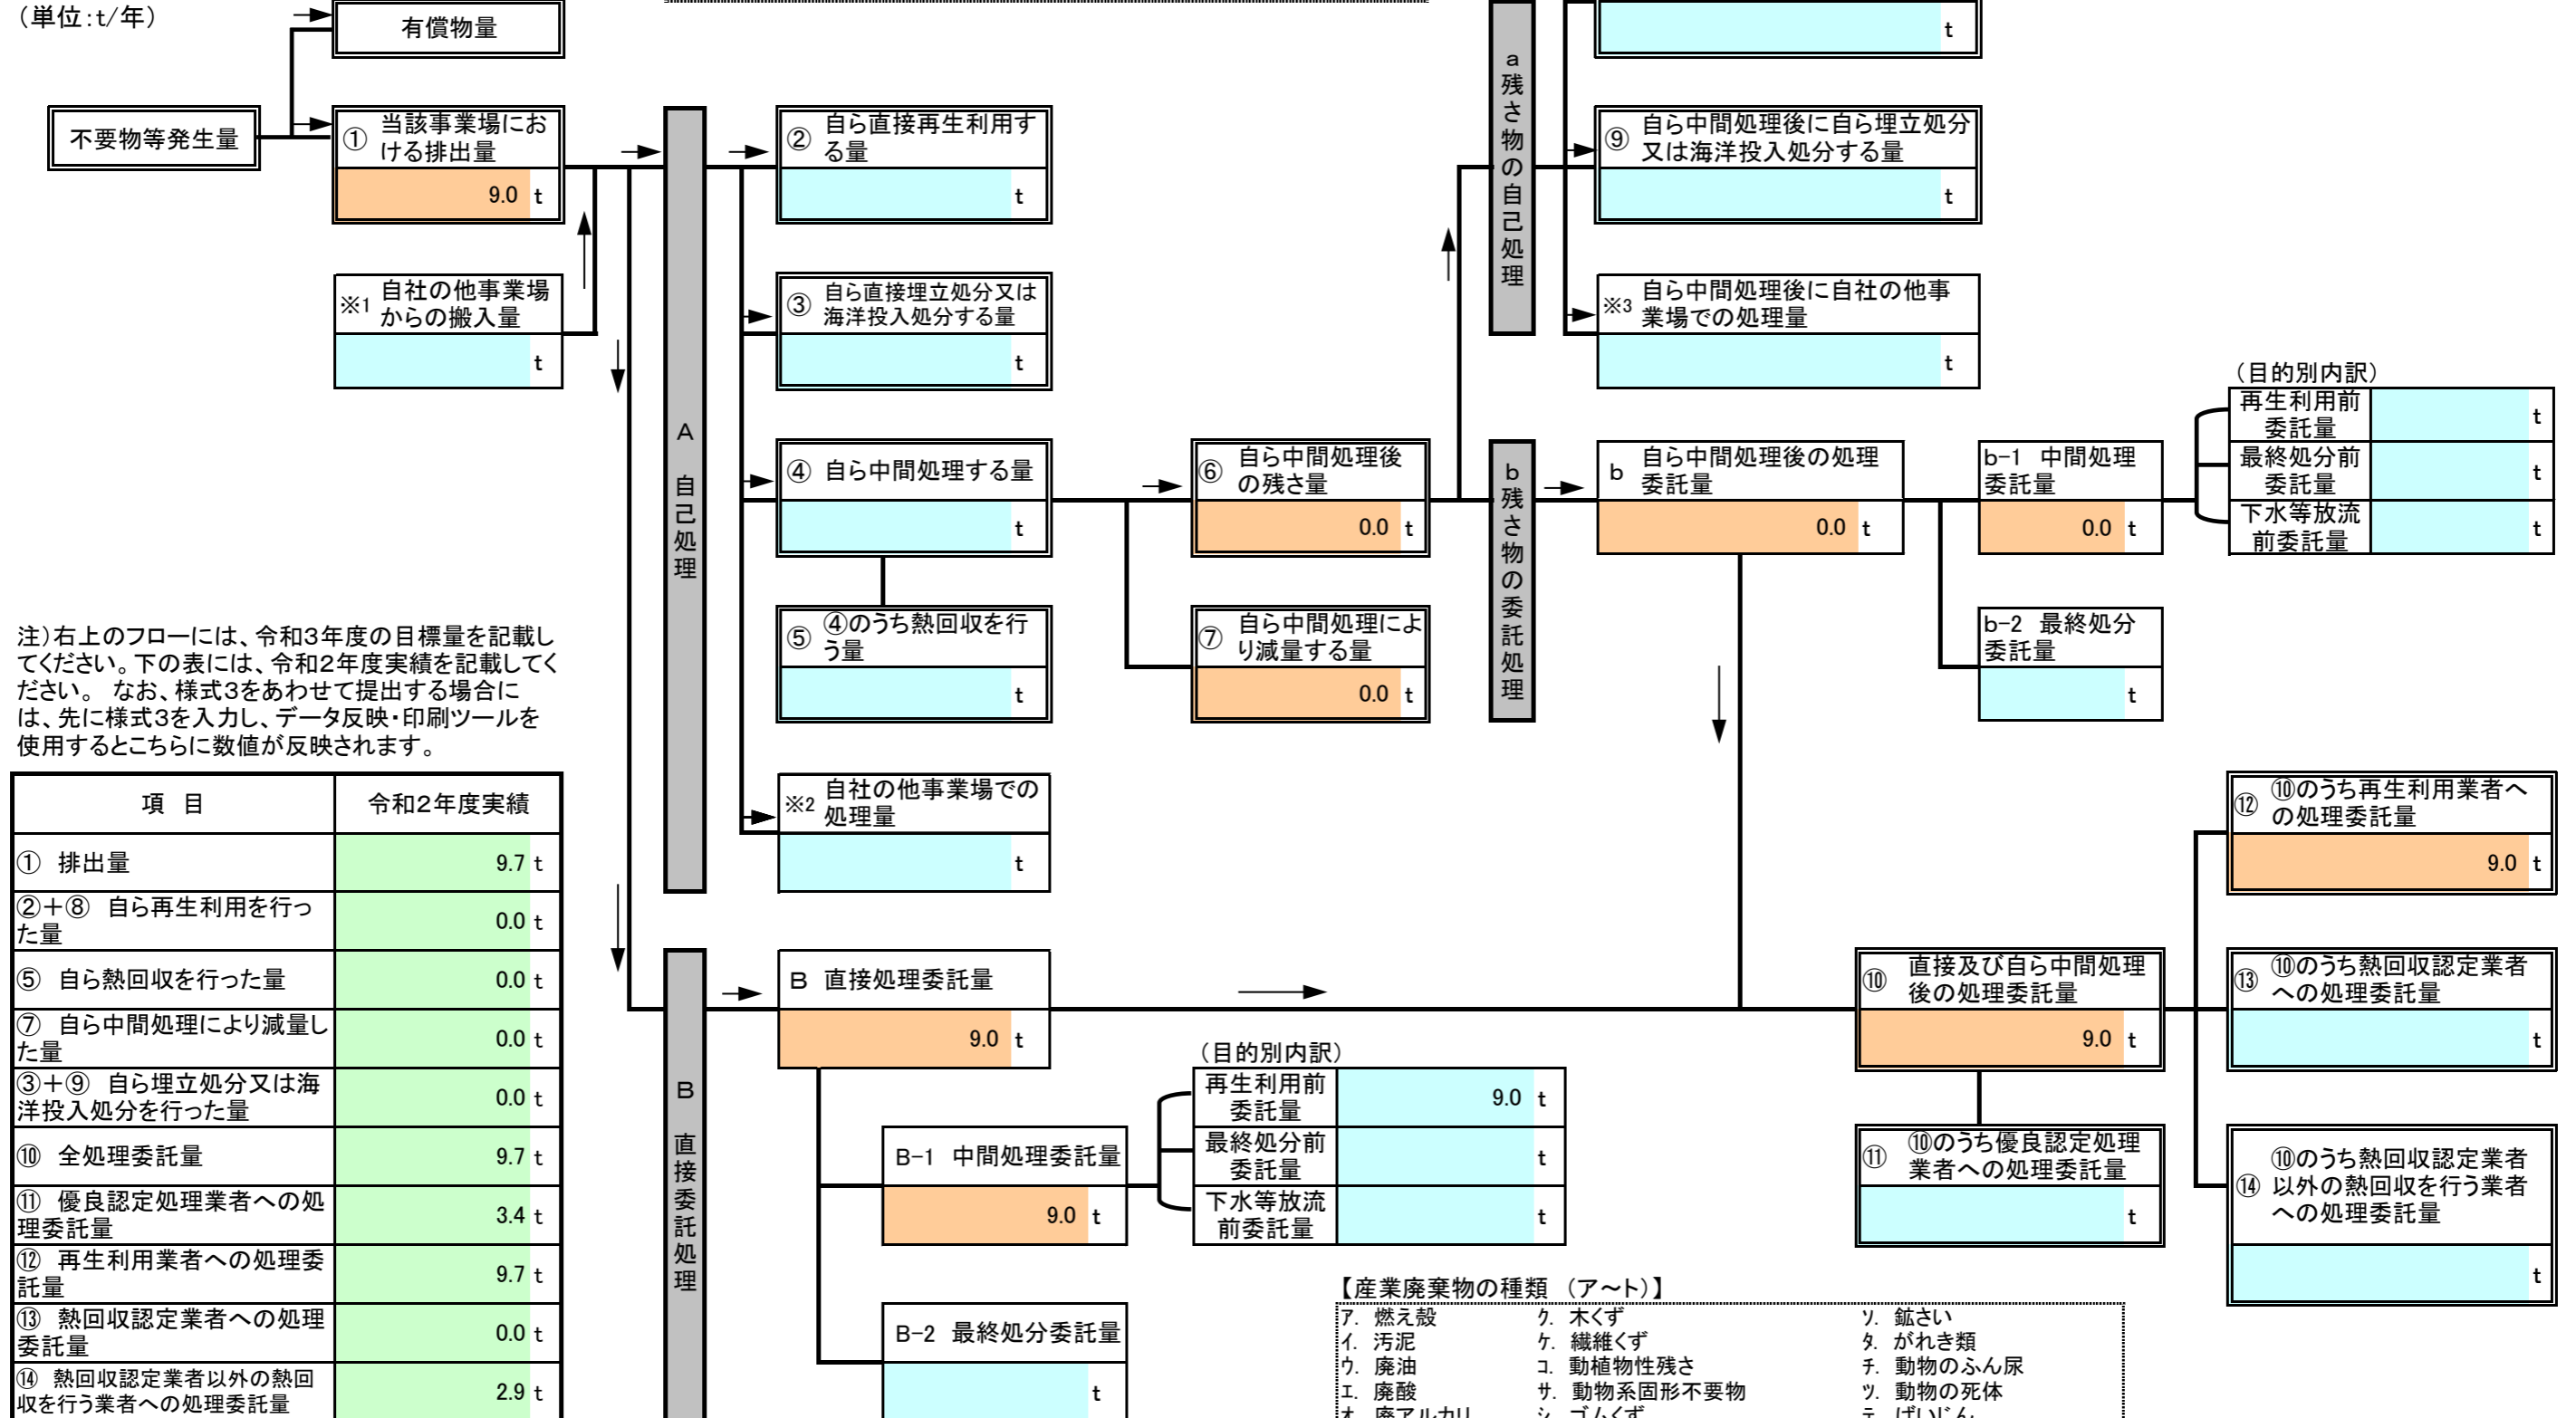 （単位：t/年）
有償物量
不要物等発生量
① 当該事業場にお
ける排出量
9.0 t
※1 自社の他事業場
からの搬入量
t
A 自己処理
② 自ら直接再生利用す
る量
t
③ 自ら直接埋立処分又は
海洋投入処分する量
t
④ 自ら中間処理する量
t
⑤ ④のうち熱回収を行
う量
t
※2 自社の他事業場での
処理量
t
⑥ 自ら中間処理後
の残さ量
0.0 t
⑦ 自ら中間処理によ
り減量する量
0.0 t
a 残さ物の自己処理
t
⑨ 自ら中間処理後に自ら埋立処分
又は海洋投入処分する量
t
※3 自ら中間処理後に自社の他事
業場での処理量
t
b 残さ物の委託処理
b 自ら中間処理後の処理
委託量
0.0 t
b-1 中間処理
委託量
0.0 t
（目的別内訳）
再生利用前
委託量
t
最終処分前
委託量
t
下水等放流
前委託量
t
b-2 最終処分
委託量
t
注）右上のフローには、令和３年度の目標量を記載し
てください。下の表には、令和２年度実績を記載してく
ださい。 なお、様式３をあわせて提出する場合に
は、先に様式３を入力し、データ反映・印刷ツールを
使用するとこちらに数値が反映されます。
項 目 令和２年度実績
① 排出量 9.7 t
②＋⑧ 自ら再生利用を行っ
た量 0.0 t
⑤ 自ら熱回収を行った量 0.0 t
⑦ 自ら中間処理により減量し
た量 0.0 t
③＋⑨ 自ら埋立処分又は海
洋投入処分を行った量 0.0 t
⑩ 全処理委託量 9.7 t
⑪ 優良認定処理業者への処
理委託量 3.4 t
⑫ 再生利用業者への処理委
託量 9.7 t
⑬ 熱回収認定業者への処理
委託量 0.0 t
⑭ 熱回収認定業者以外の熱回
収を行う業者への処理委託量 2.9 t
B 直接委託処理
B 直接処理委託量
9.0 t
B-1 中間処理委託量
9.0 t
（目的別内訳）
再生利用前
委託量
9.0 t
最終処分前
委託量
t
下水等放流
前委託量
t
B-2 最終処分委託量
t
⑩ 直接及び自ら中間処理
後の処理委託量
9.0 t
⑪ ⑩のうち優良認定処理
業者への処理委託量
t
⑫ ⑩のうち再生利用業者へ
の処理委託量
9.0 t
⑬ ⑩のうち熱回収認定業者
への処理委託量
t
⑭ ⑩のうち熱回収認定業者
以外の熱回収を行う業者
への処理委託量
t
【産業廃棄物の種類 （ア～ト）】
ア. 燃え殻 ク. 木くず ソ. 鉱さい
イ. 汚泥 ケ. 繊維くず タ. がれき類
ウ. 廃油 コ. 動植物性残さ チ. 動物のふん尿
エ. 廃酸 サ. 動物系固形不要物 ツ. 動物の死体
オ. 廃アルカリ シ. ゴムくず テ. ばいじん